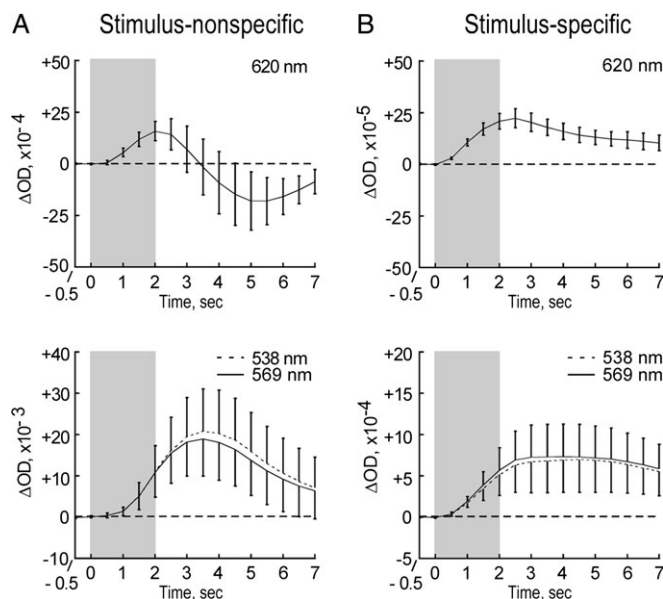 A Stimulus-nonspecific
B Stimulus-specific
620 nm
+50
+25
0
-25
-50
ΔOD, x10⁻⁴
- 0.5 0 1 2 3 4 5 6 7
Time, sec
620 nm
+50
+25
0
25
50
ΔOD, x10⁻⁵
- 0.5 0 1 2 3 4 5 6 7
Time, sec
538 nm
569 nm
+40
+30
+20
+10
0
-10
ΔOD, x10⁻³
- 0.5 0 1 2 3 4 5 6 7
Time, sec
538 nm
569 nm
+20
+15
+10
+5
0
-5
ΔOD, x10⁻⁴
- 0.5 0 1 2 3 4 5 6 7
Time, sec